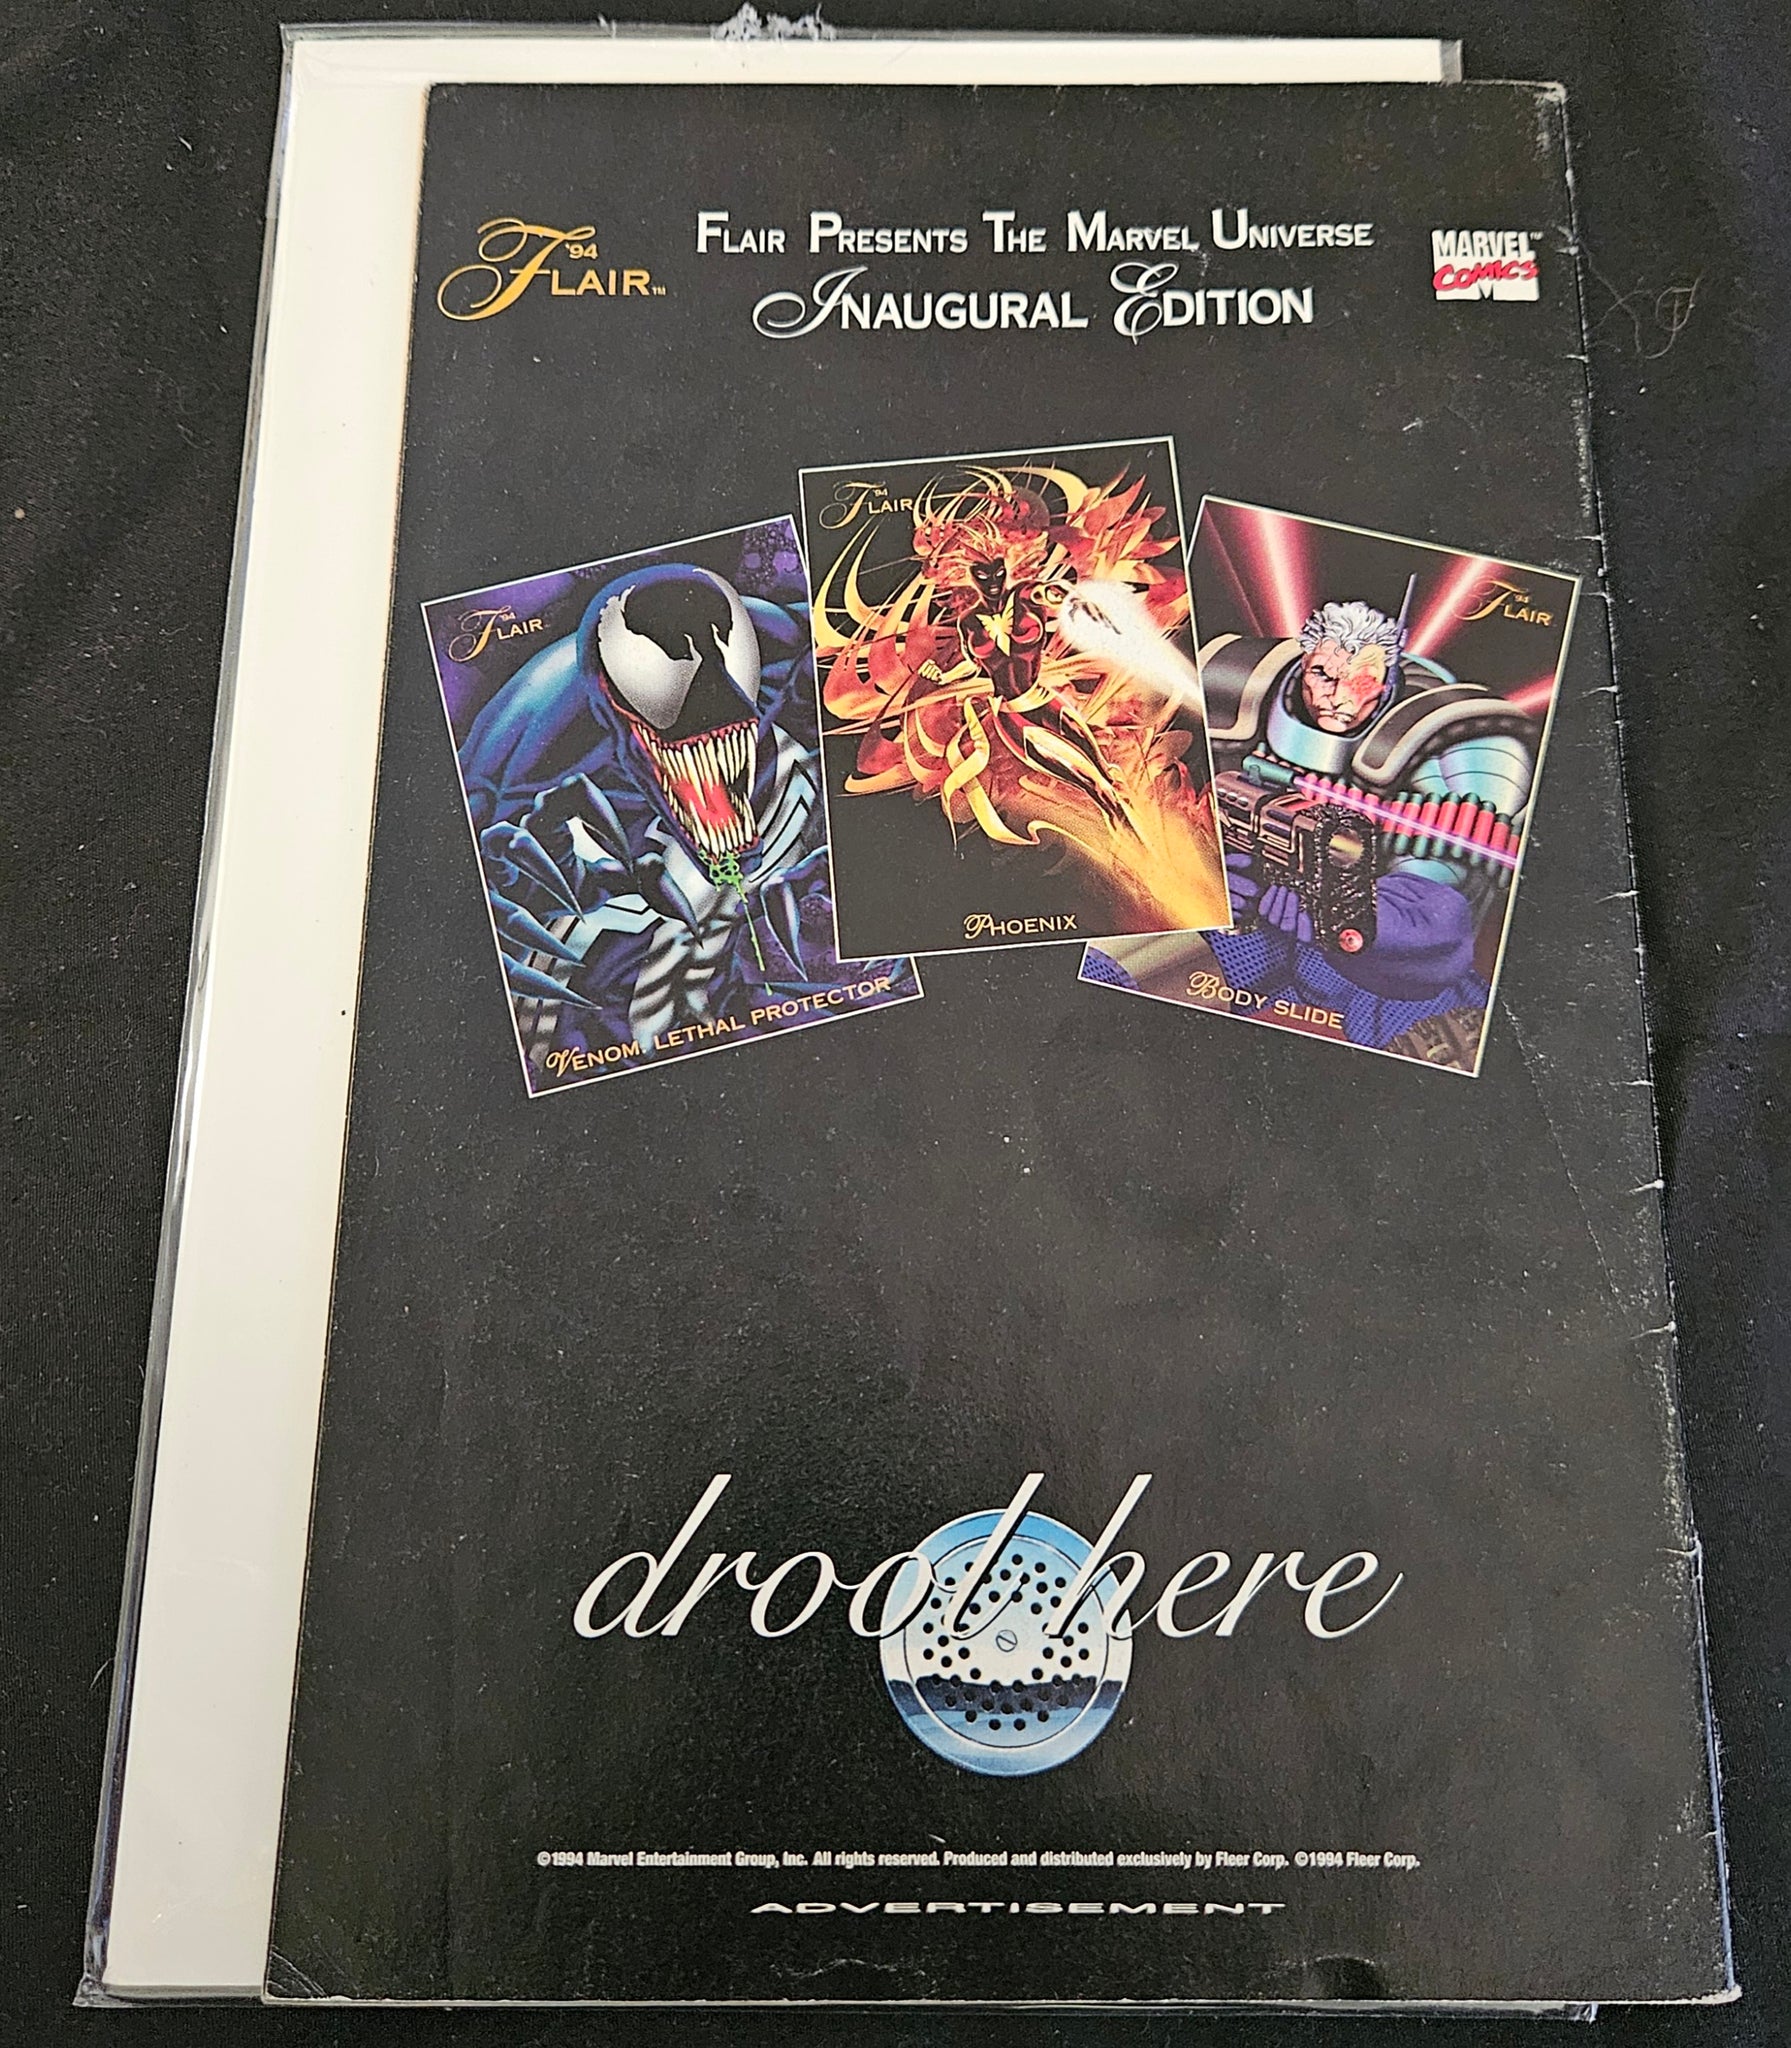 '94
FLAIR™
FLAIR PRESENTS THE MARVEL UNIVERSE
INAUGURAL EDITION
MARVEL™
COMICS
'94
FLAIR
VENOM: LETHAL PROTECTOR
'94
FLAIR
PHOENIX
'94
FLAIR
BODY SLIDE
drool here
©1994 Marvel Entertainment Group, Inc. All rights reserved. Produced and distributed exclusively by Fleer Corp. ©1994 Fleer Corp.
ADVERTISEMENT